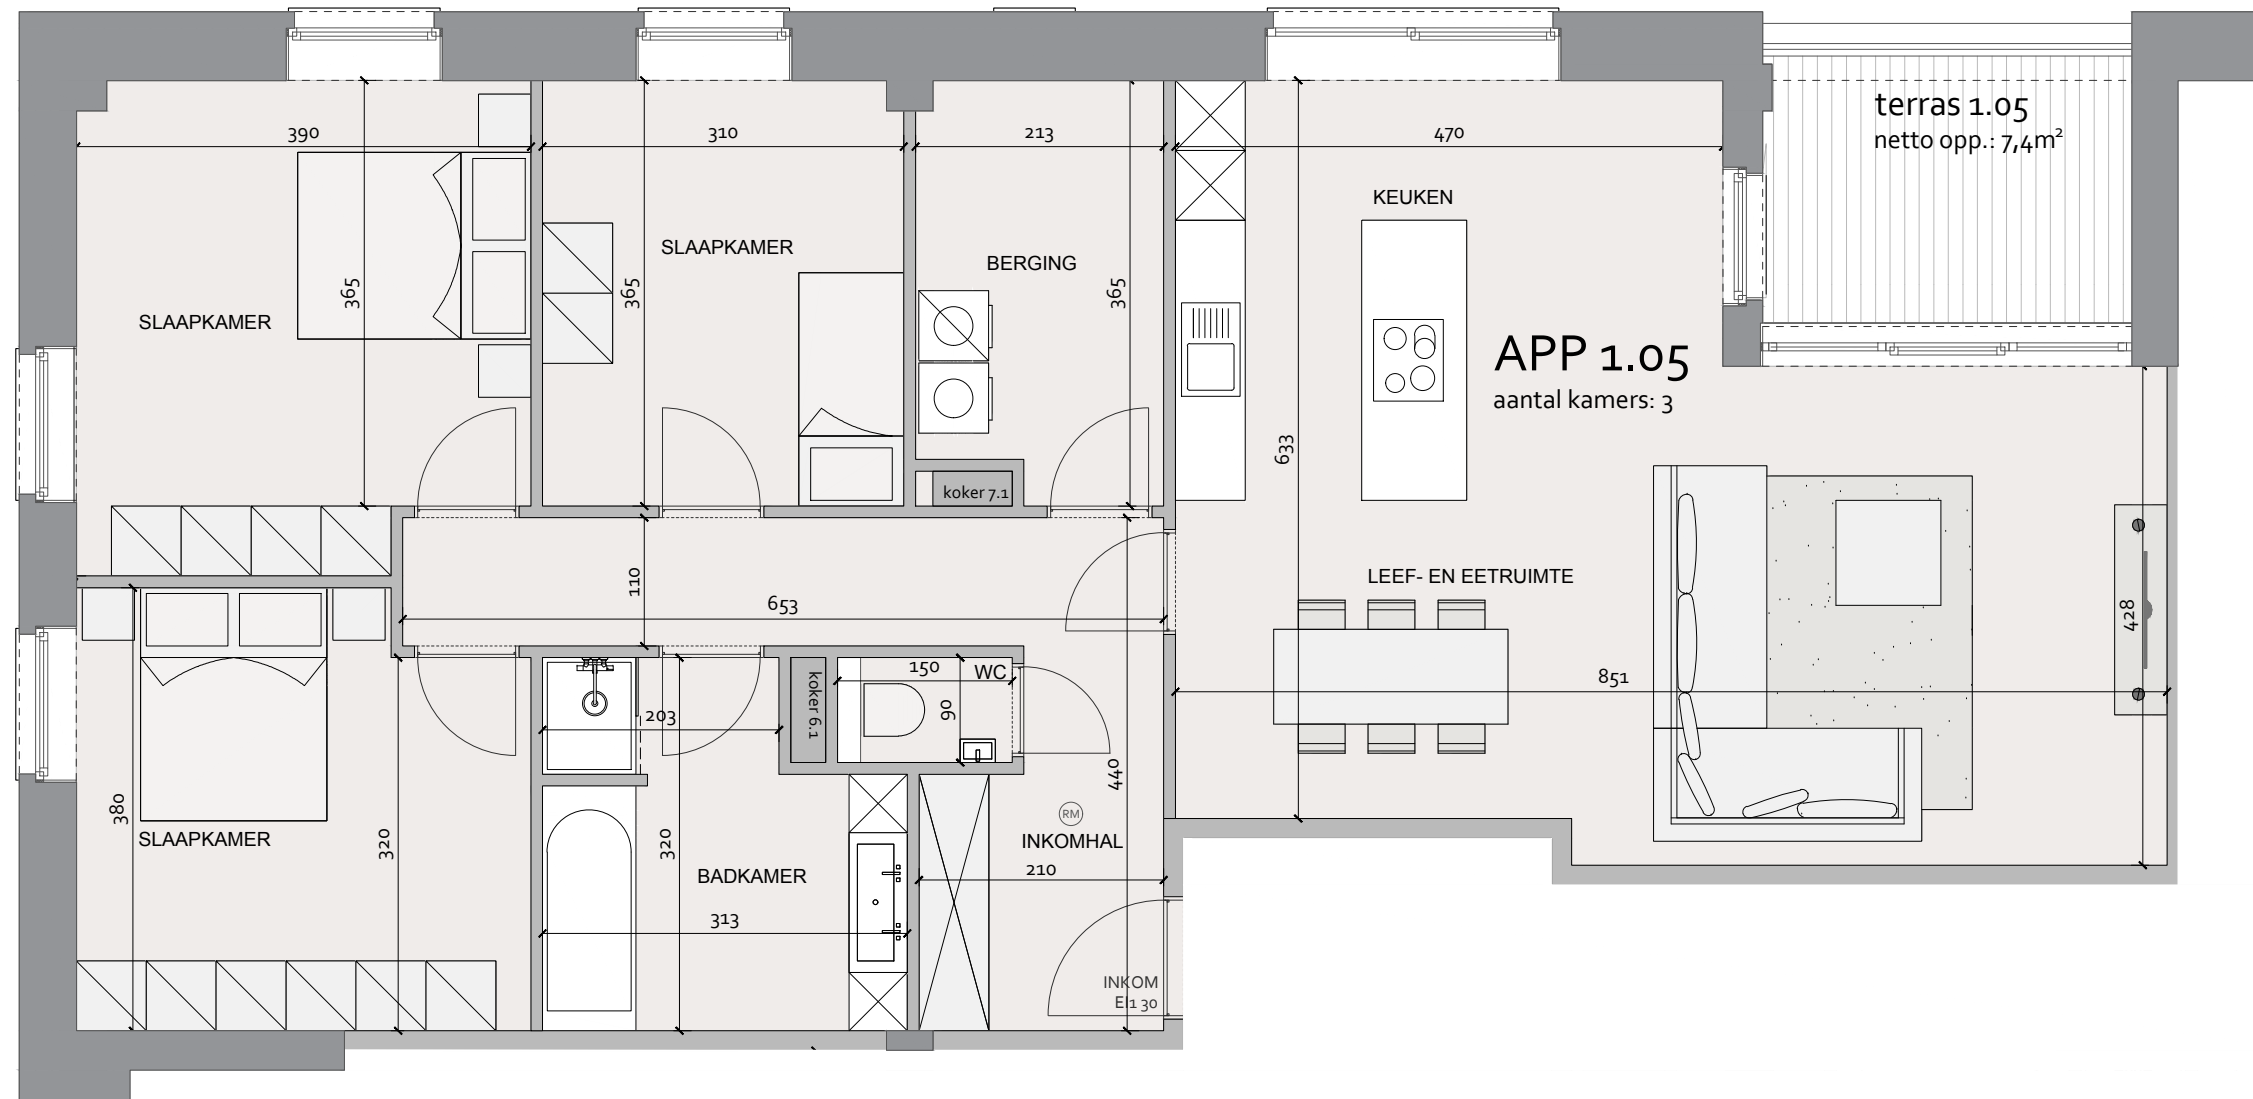 terras 1.05
netto opp.: 7,4m²
390
310
213
470
KEUKEN
SLAAPKAMER
BERGING
365
365
365
SLAAPKAMER
APP 1.05
aantal kamers: 3
633
koker 7.1
LEEF- EN EETRUIMTE
110
653
428
150
WC
851
koker 6.1
90
203
440
380
RM
SLAAPKAMER
320
320
INKOMHAL
BADKAMER
210
313
INKOM
EI1 30